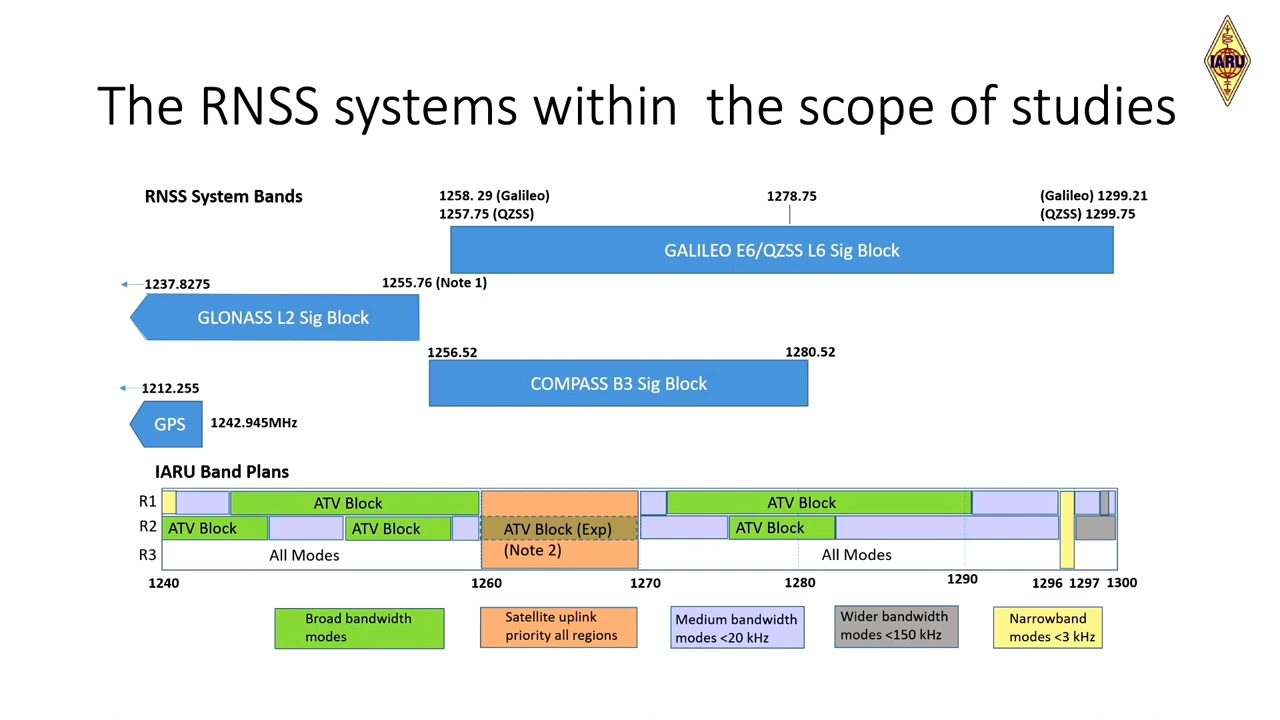 IARU
The RNSS systems within the scope of studies
RNSS System Bands
1258. 29 (Galileo)
1257.75 (QZSS)
1278.75
(Galileo) 1299.21
(QZSS) 1299.75
GALILEO E6/QZSS L6 Sig Block
1237.8275
1255.76 (Note 1)
GLONASS L2 Sig Block
1256.52
1280.52
COMPASS B3 Sig Block
1212.255
GPS
1242.945MHz
IARU Band Plans
R1
ATV Block
ATV Block
R2
ATV Block
ATV Block
ATV Block (Exp)
ATV Block
(Note 2)
R3
All Modes
All Modes
1240
1260
1270
1280
1290
1296
1297
1300
Broad bandwidth
modes
Satellite uplink
priority all regions
Medium bandwidth
modes <20 kHz
Wider bandwidth
modes <150 kHz
Narrowband
modes <3 kHz